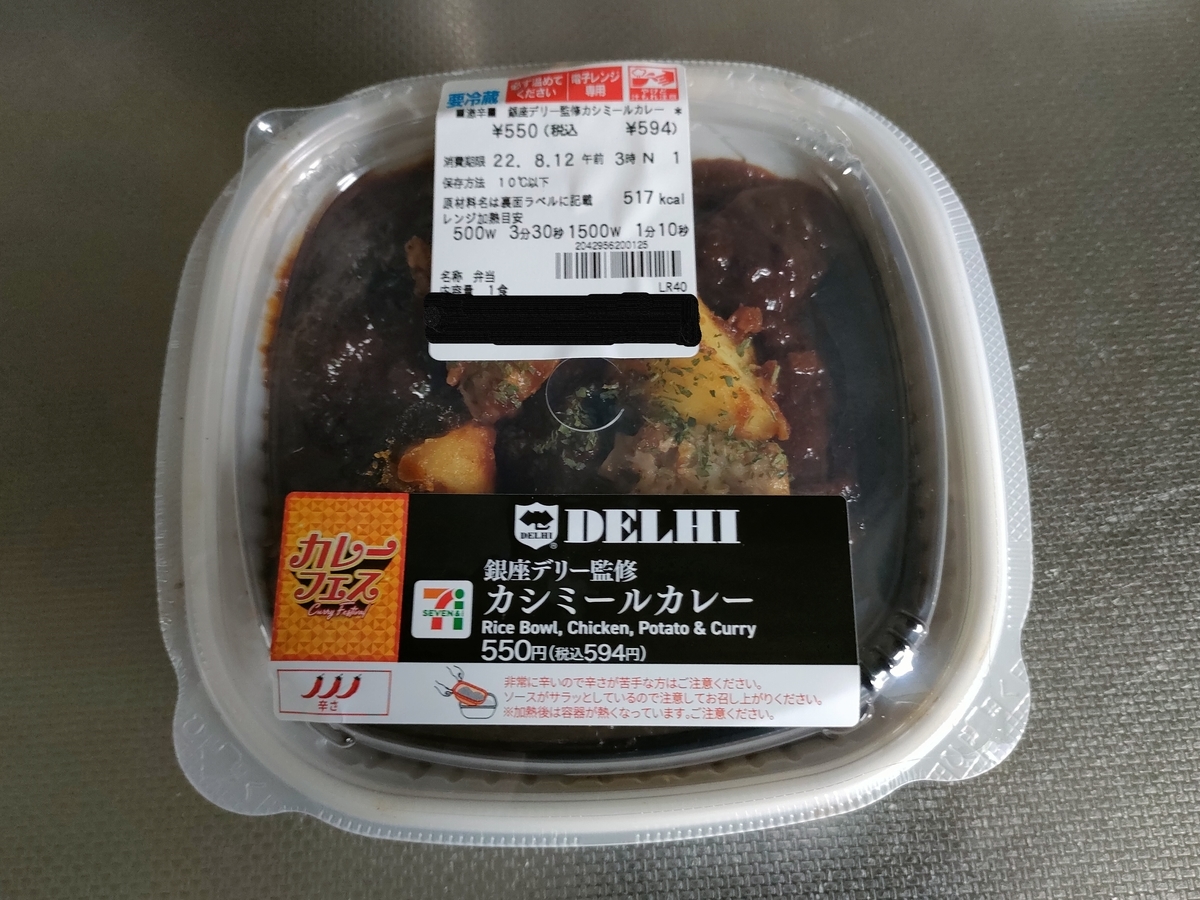 要冷蔵
必ず温めて
ください
電子レンジ
専用
■激辛■ 銀座デリー監修カシミールカレー *
¥550(税込 ¥594)
消費期限 22. 8.12 午前 3時 N 1
保存方法 10℃以下
原材料名は裏面ラベルに記載 517kcal
レンジ加熱目安
500W 3分30秒 1500W 1分10秒
2042956200125
名称 弁当
内容量 1食 LR40
DELHI
DELHI
®
カレー
フェス
Curry Festival
銀座デリー監修
SEVEN & i
カシミールカレー
Rice Bowl, Chicken, Potato & Curry
550円(税込594円)
辛さ
非常に辛いので辛さが苦手な方はご注意ください。
ソースがサラッとしているので注意してお召し上がりください。
※加熱後は容器が熱くなっています。ご注意ください。